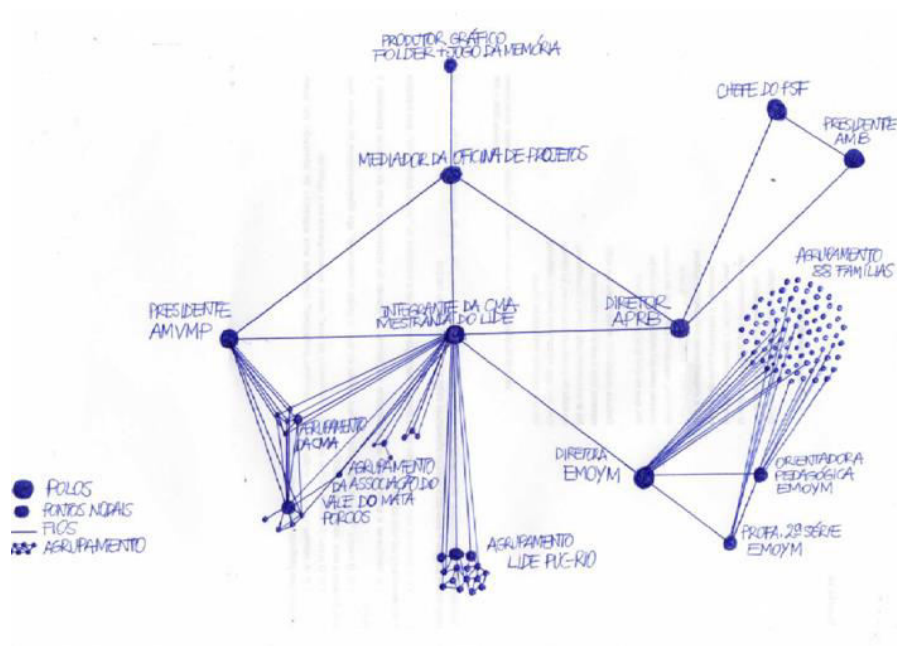 PRODUTOR GRÁFICO
FOLDER + JOGO DA MEMÓRIA
CHEFE DO PSF
PRESIDENTE
AMB
MEDIADOR DA OFICINA DE PROJETOS
AGRUPAMENTO
88 FAMÍLIAS
PRESIDENTE
AMVMP
INTEGRANTE DA CMA
MESTRANDA DO LIDE
DIRETOR
APRB
AGRUPAMENTO
DA CMA
AGRUPAMENTO
DA ASSOCIAÇÃO DO
VALE DO MATA
PORCOS
DIRETORA
EMOYM
ORIENTADORA
PEDAGÓGICA
EMOYM
POLOS
PONTOS NODAIS
FIOS
AGRUPAMENTO
AGRUPAMENTO
LIDE PUC-RIO
PROFA. 2ª SÉRIE
EMOYM